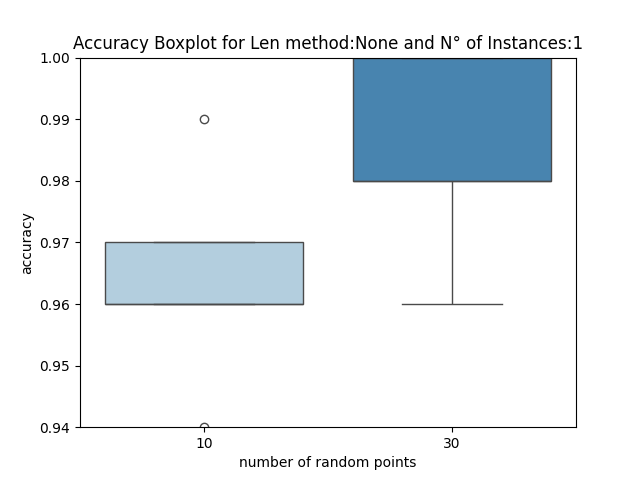 Accuracy Boxplot for Len method:None and N° of Instances:1
1.00
0.99
0.98
0.97
0.96
0.95
0.94
accuracy
10 30
number of random points